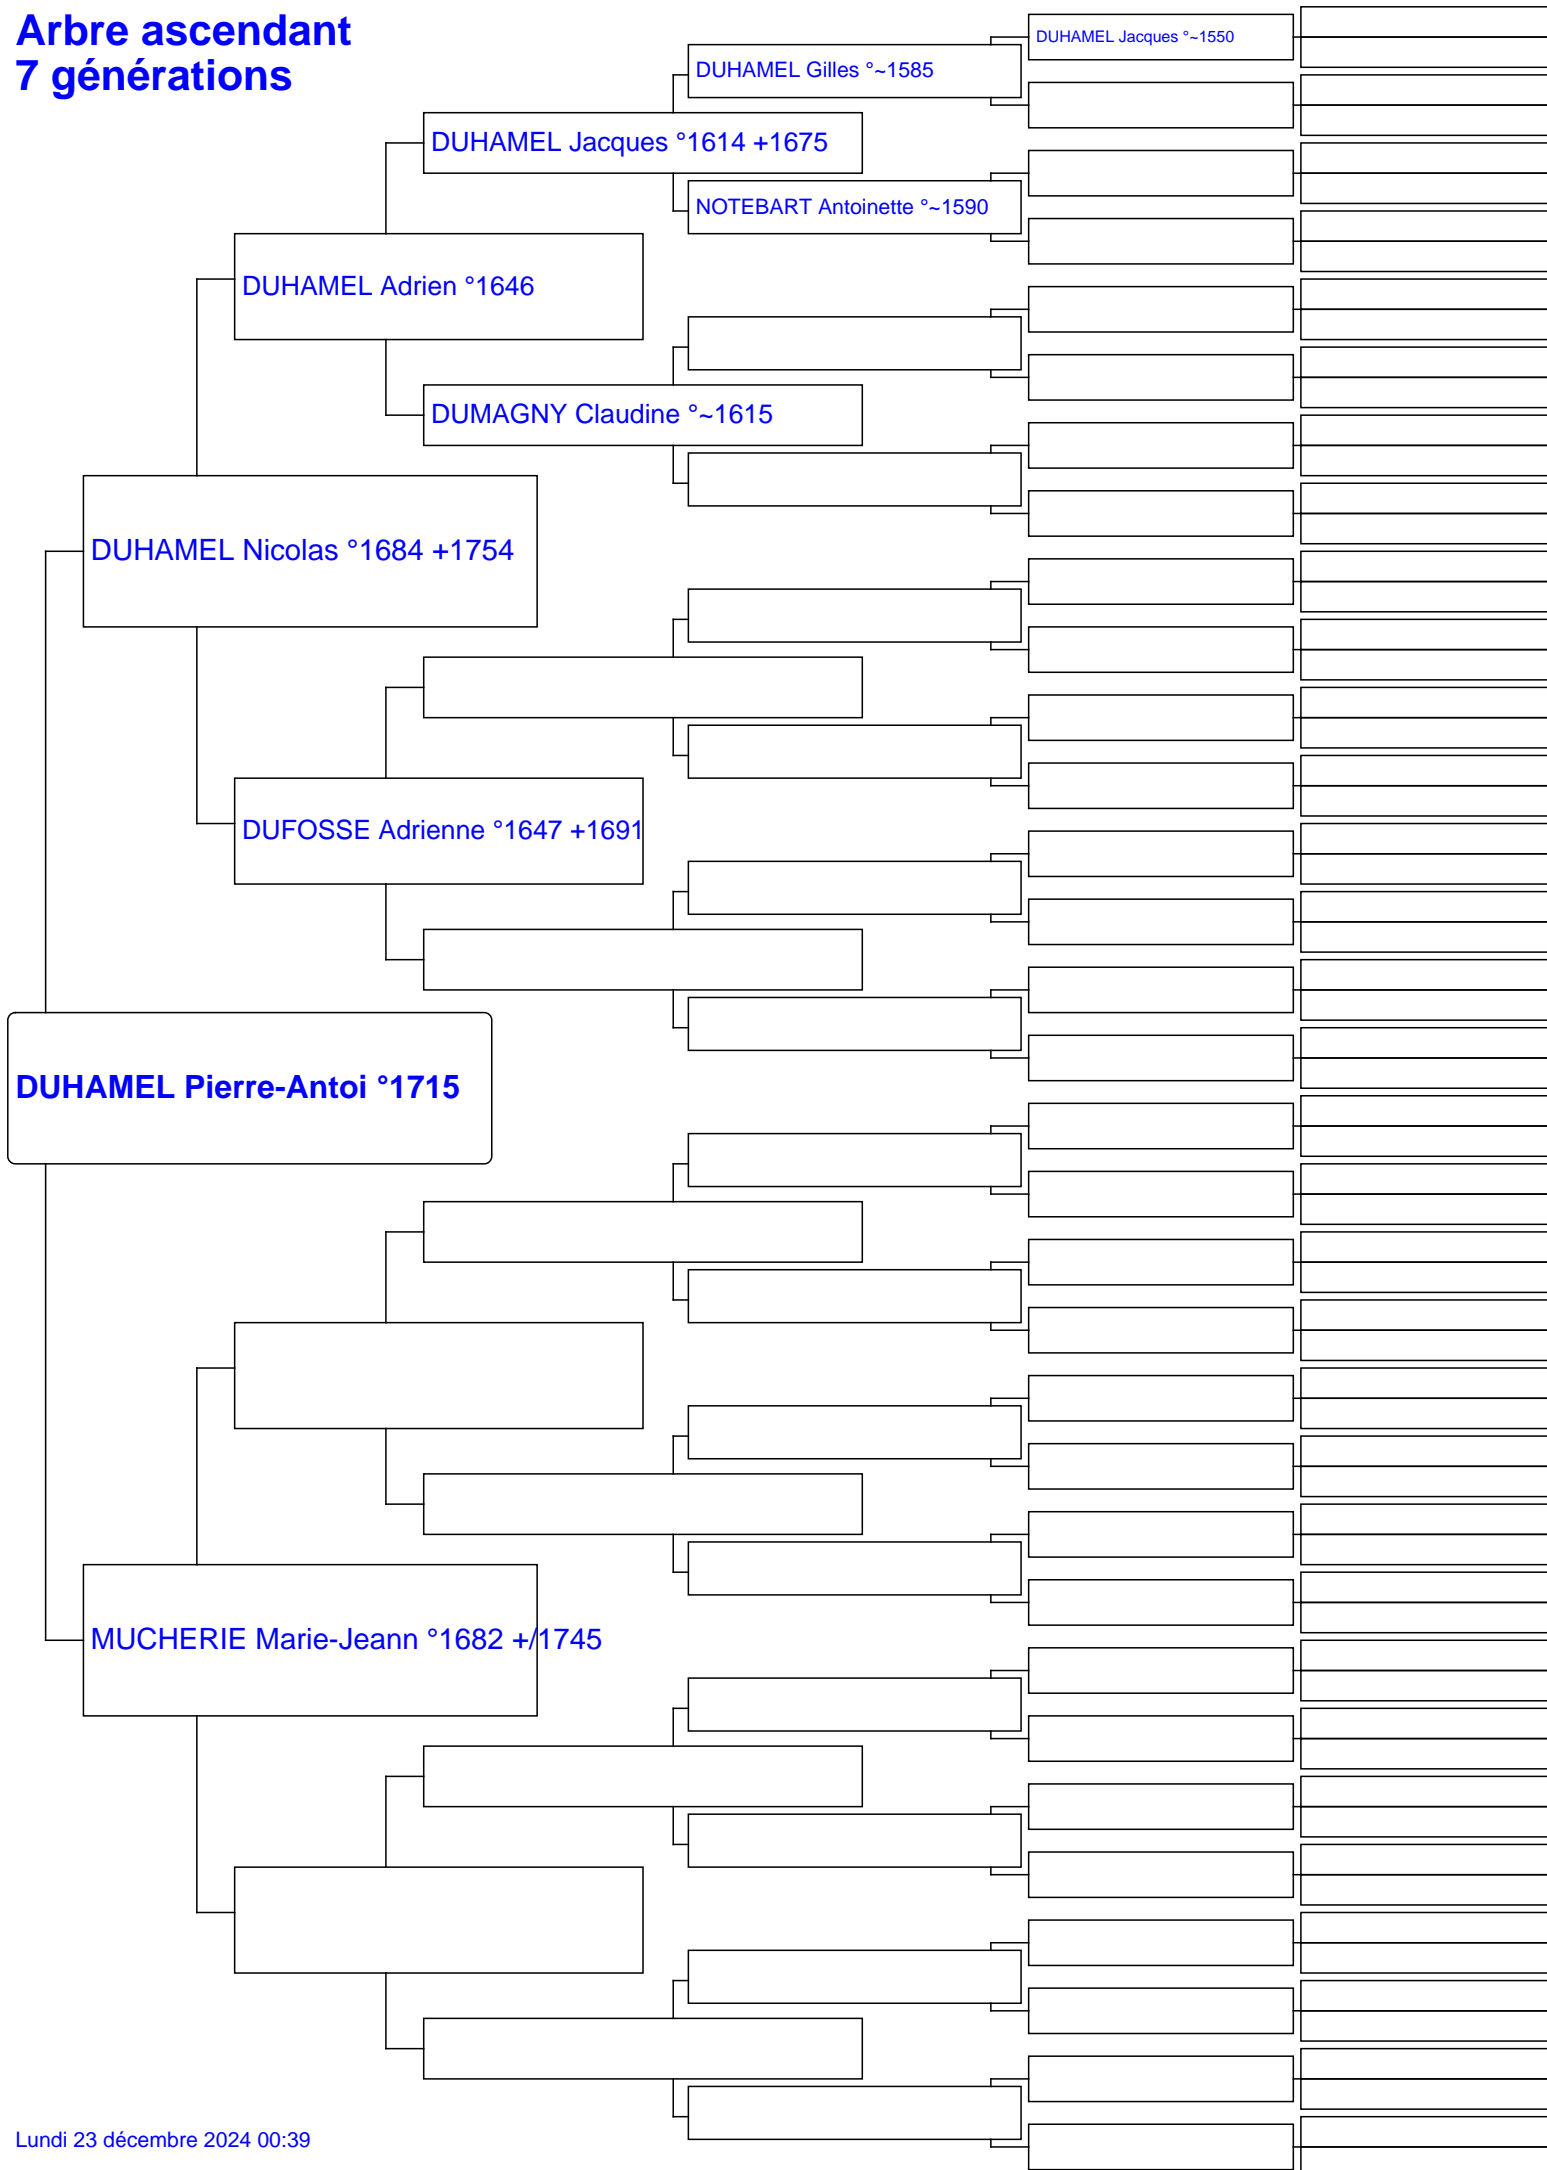 Arbre ascendant
7 générations
DUHAMEL Jacques °~1550
DUHAMEL Gilles °~1585
DUHAMEL Jacques °1614 +1675
NOTEBART Antoinette °~1590
DUHAMEL Adrien °1646
DUMAGNY Claudine °~1615
DUHAMEL Nicolas °1684 +1754
DUFOSSE Adrienne °1647 +1691
DUHAMEL Pierre-Antoi °1715
MUCHERIE Marie-Jeann °1682 +/1745
Lundi 23 décembre 2024 00:39